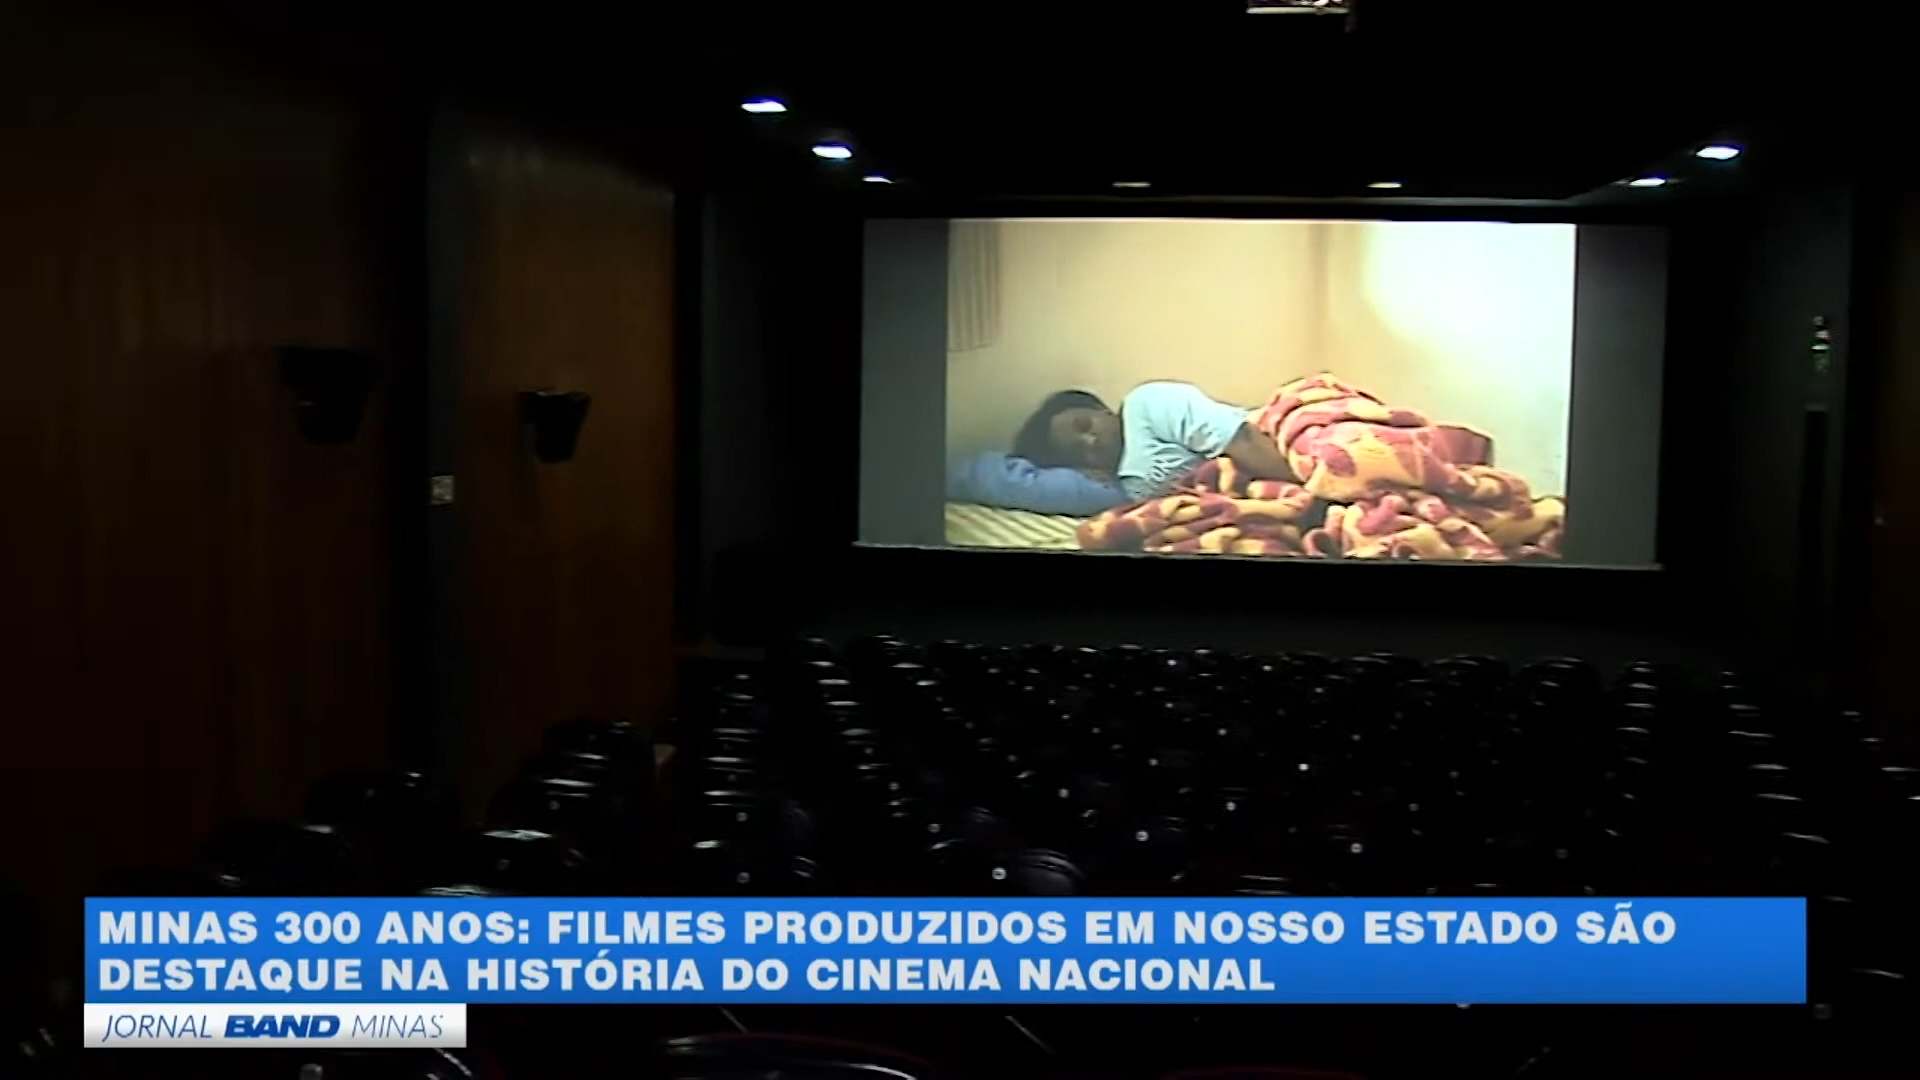 MINAS 300 ANOS: FILMES PRODUZIDOS EM NOSSO ESTADO SÃO
DESTAQUE NA HISTÓRIA DO CINEMA NACIONAL
JORNAL BAND MINAS